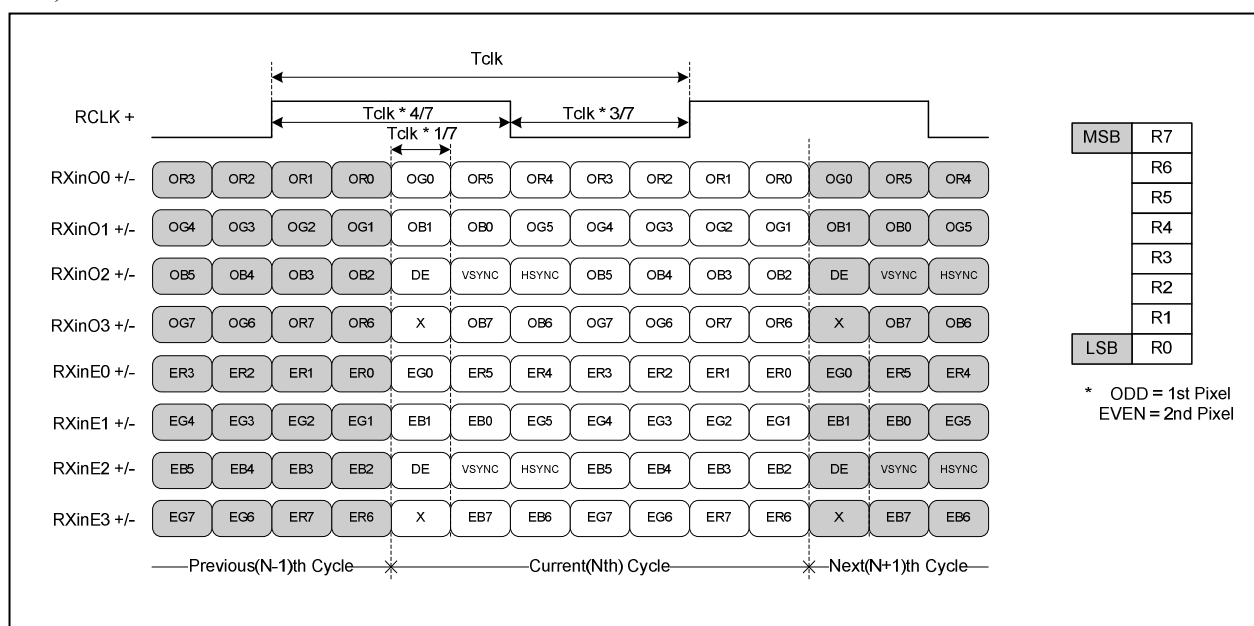 Tclk
RCLK +
Tclk * 4/7
Tclk * 3/7
Tclk * 1/7
RXinO0 +/- OR3 OR2 OR1 OR0 OG0 OR5 OR4 OR3 OR2 OR1 OR0 OG0 OR5 OR4
RXinO1 +/- OG4 OG3 OG2 OG1 OB1 OB0 OG5 OG4 OG3 OG2 OG1 OB1 OB0 OG5
RXinO2 +/- OB5 OB4 OB3 OB2 DE VSYNC HSYNC OB5 OB4 OB3 OB2 DE VSYNC HSYNC
RXinO3 +/- OG7 OG6 OR7 OR6 X OB7 OB6 OG7 OG6 OR7 OR6 X OB7 OB6
RXinE0 +/- ER3 ER2 ER1 ER0 EG0 ER5 ER4 ER3 ER2 ER1 ER0 EG0 ER5 ER4
RXinE1 +/- EG4 EG3 EG2 EG1 EB1 EB0 EG5 EG4 EG3 EG2 EG1 EB1 EB0 EG5
RXinE2 +/- EB5 EB4 EB3 EB2 DE VSYNC HSYNC EB5 EB4 EB3 EB2 DE VSYNC HSYNC
RXinE3 +/- EG7 EG6 ER7 ER6 X EB7 EB6 EG7 EG6 ER7 ER6 X EB7 EB6
Previous(N-1)th Cycle Current(Nth) Cycle Next(N+1)th Cycle
MSB R7
R6
R5
R4
R3
R2
R1
LSB R0
* ODD = 1st Pixel
EVEN = 2nd Pixel